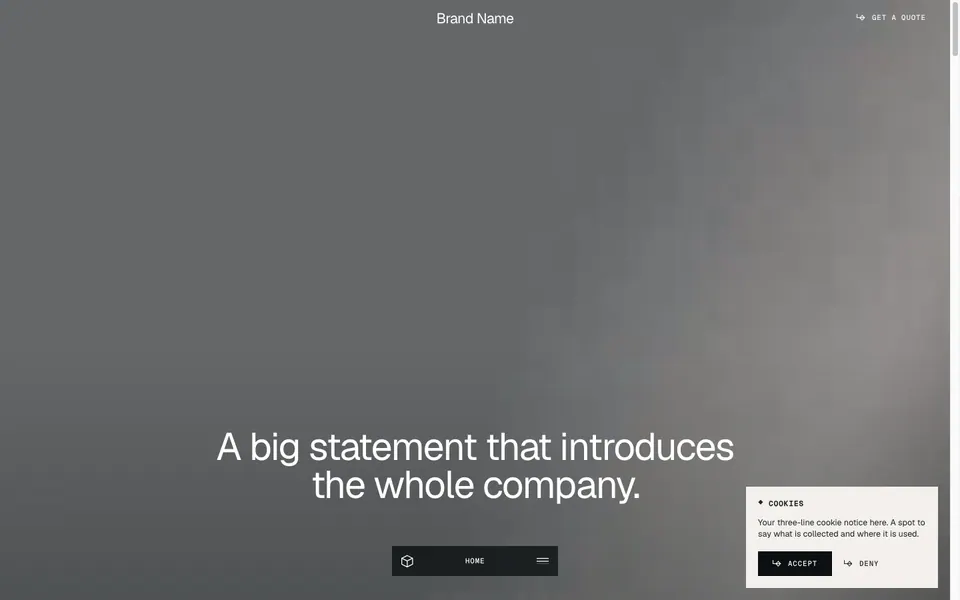 Brand Name
GET A QUOTE
A big statement that introduces
the whole company.
COOKIES
Your three-line cookie notice here. A spot to
say what is collected and where it is used.
ACCEPT
DENY
HOME